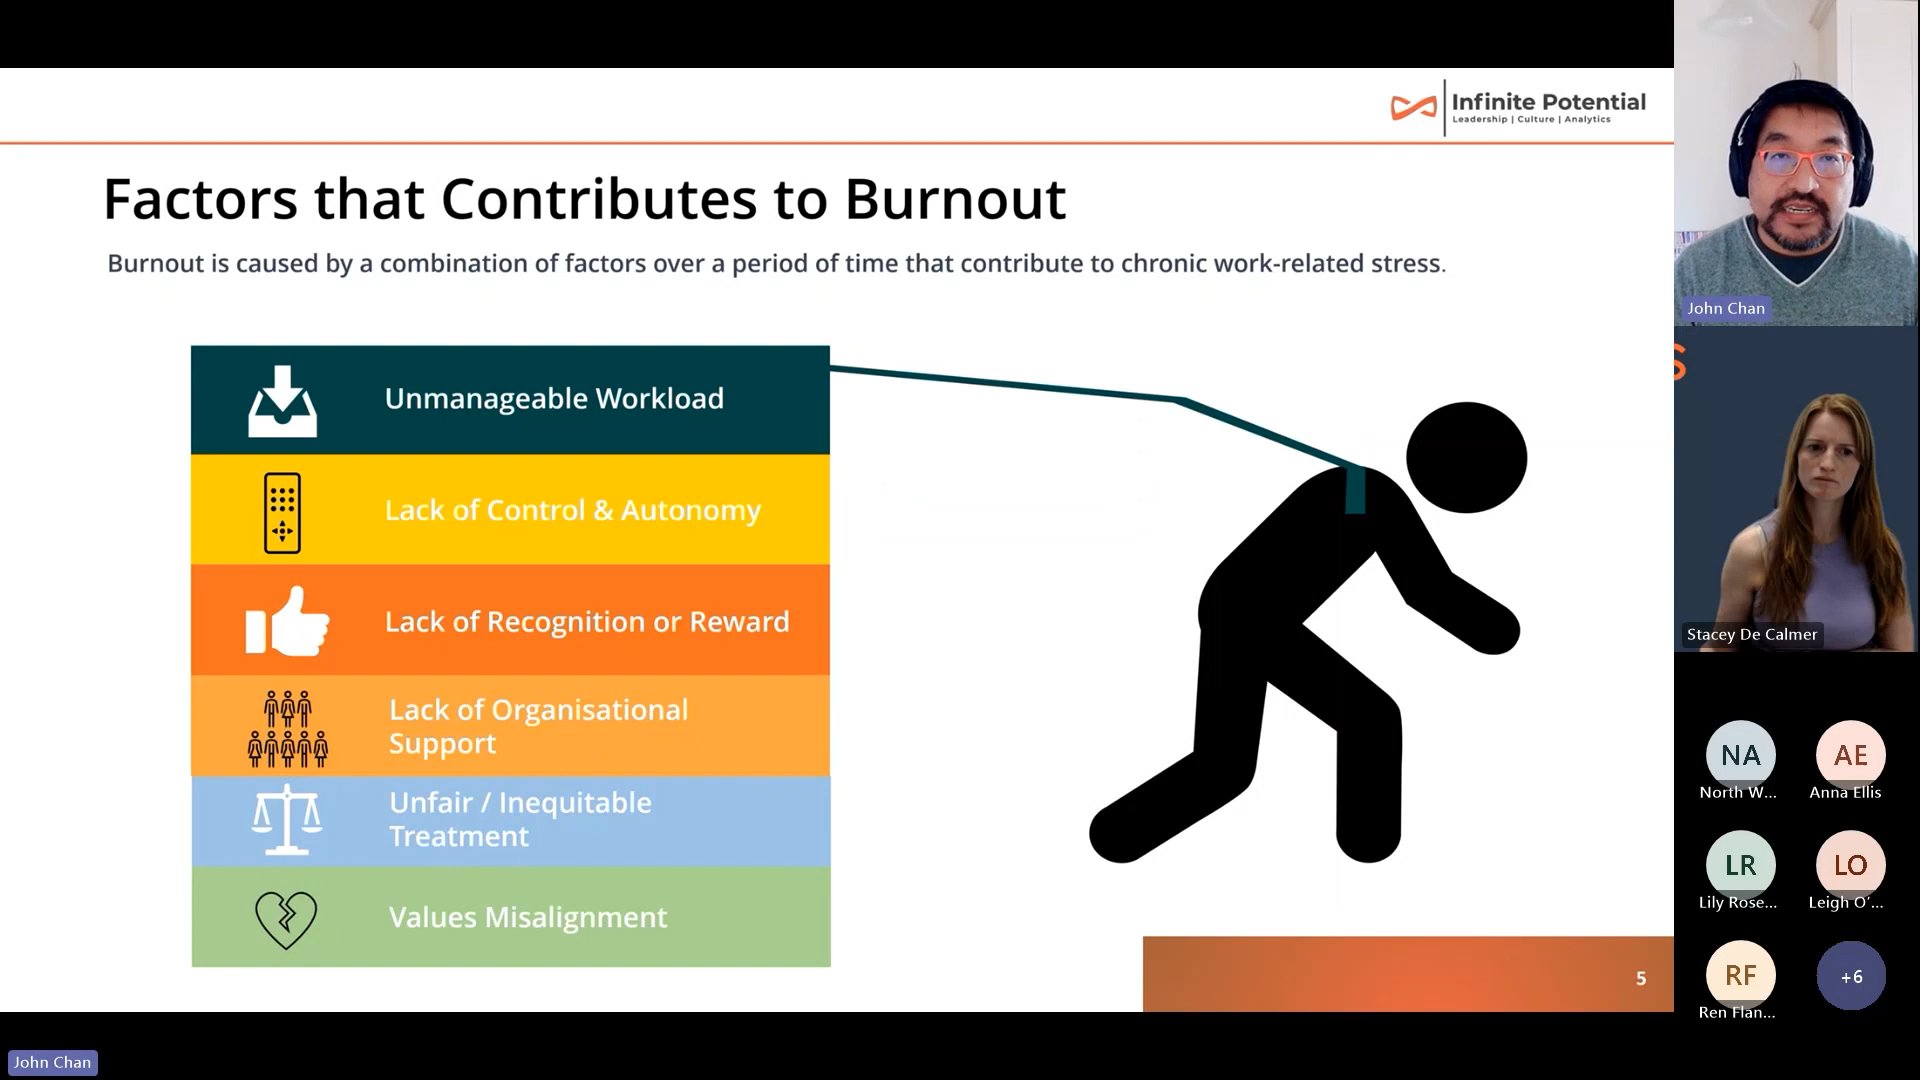 Infinite Potential
Leadership | Culture | Analytics
Factors that Contributes to Burnout
Burnout is caused by a combination of factors over a period of time that contribute to chronic work-related stress.
Unmanageable Workload
Lack of Control & Autonomy
Lack of Recognition or Reward
Lack of Organisational
Support
Unfair / Inequitable
Treatment
Values Misalignment
5
John Chan
S
Stacey De Calmer
NA
North W...
AE
Anna Ellis
LR
Lily Rose...
LO
Leigh O'...
RF
Ren Flan...
+6
John Chan